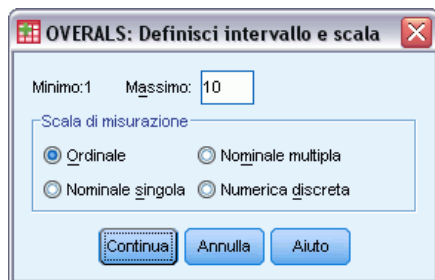 OVERALS: Definisci intervallo e scala
Minimo:1 Massimo: 10
Scala di misurazione
Ordinale Nominale multipla
Nominale singola Numerica discreta
Continua Annulla Aiuto